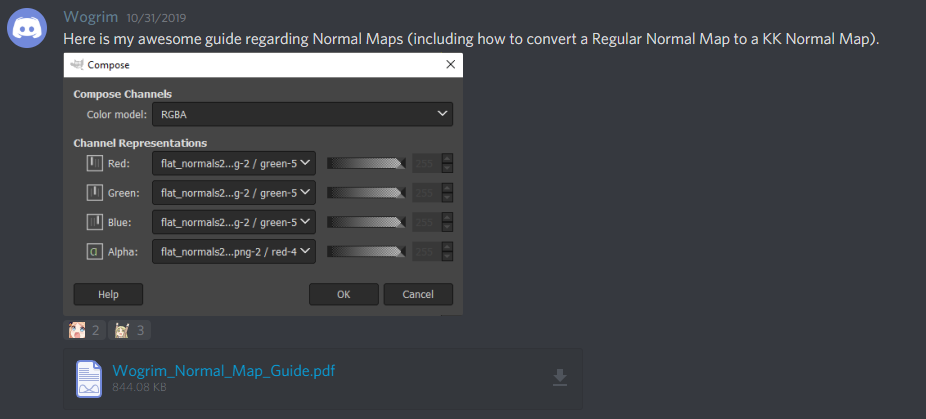 Wogrim 10/31/2019
Here is my awesome guide regarding Normal Maps (including how to convert a Regular Normal Map to a KK Normal Map).
Compose
Compose Channels
Color model: RGBA
Channel Representations
Red: flat_normals2...g-2 / green-5 255
Green: flat_normals2...g-2 / green-5 255
Blue: flat_normals2...g-2 / green-5 255
Alpha: flat_normals2...png-2 / red-4 255
Help OK Cancel
2 3
Wogrim_Normal_Map_Guide.pdf
844.08 KB